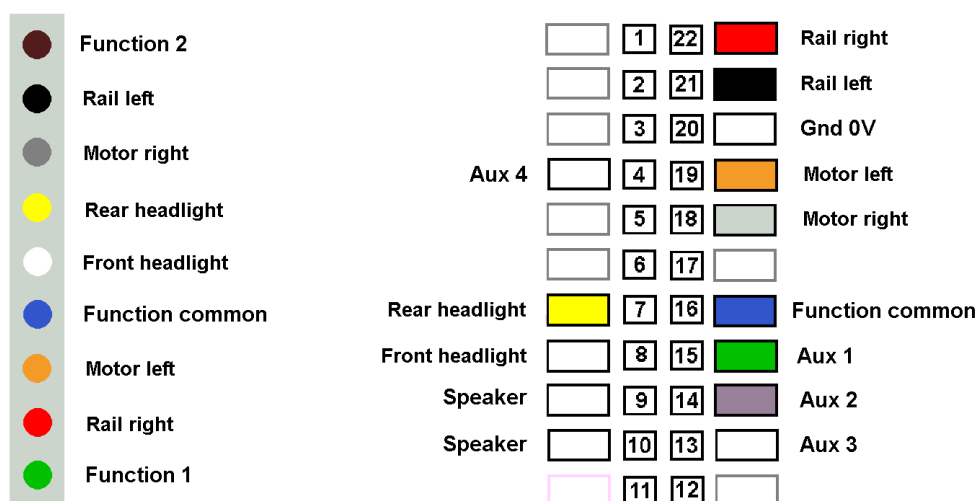 Function 2
Rail left
Motor right
Rear headlight
Front headlight
Function common
Motor left
Rail right
Function 1
1 22 Rail right
2 21 Rail left
3 20 Gnd 0V
Aux 4 4 19 Motor left
5 18 Motor right
6 17
Rear headlight 7 16 Function common
Front headlight 8 15 Aux 1
Speaker 9 14 Aux 2
Speaker 10 13 Aux 3
11 12